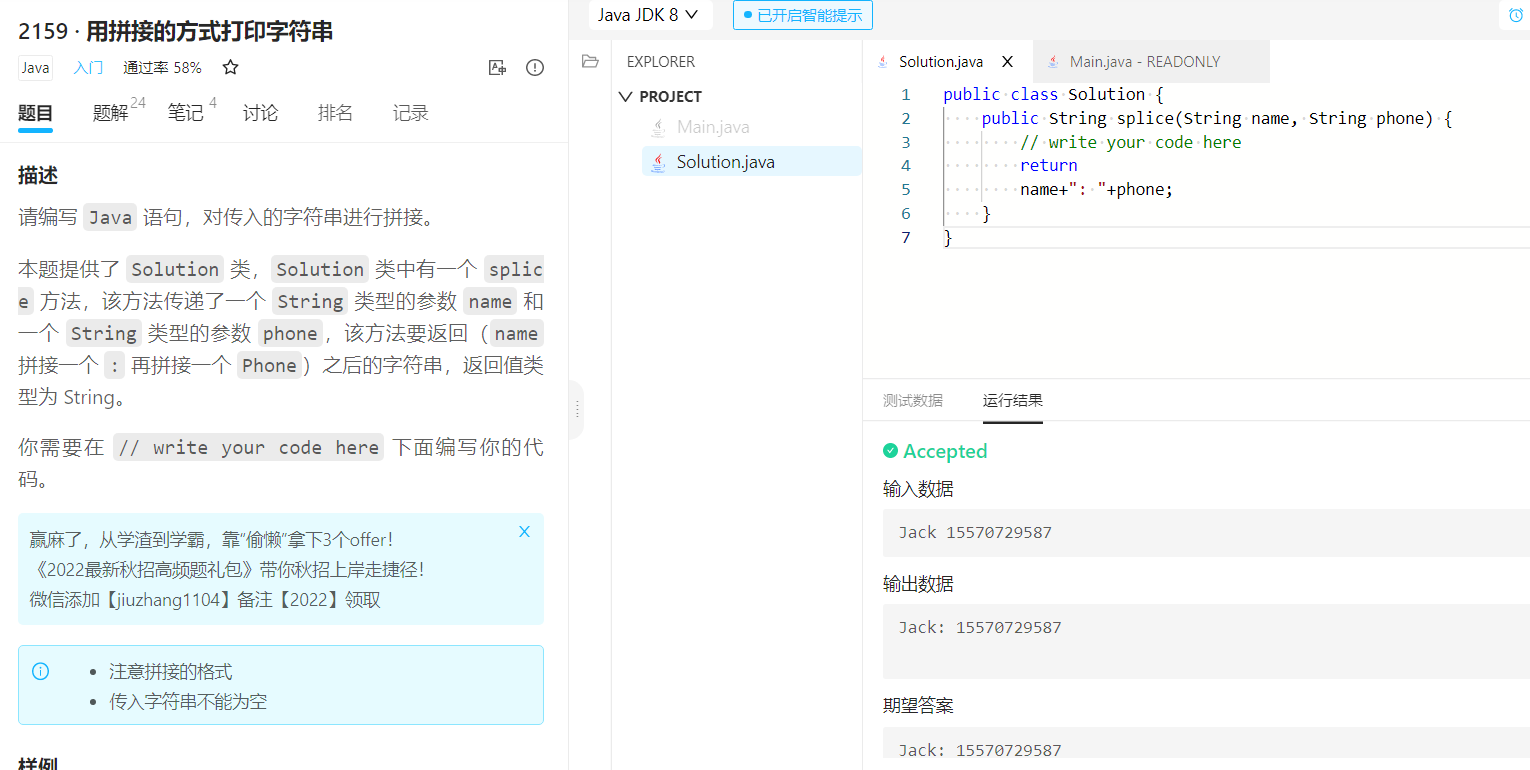 2159 · 用拼接的方式打印字符串
Java 入门 通过率 58%
题目 题解 24 笔记 4 讨论 排名 记录
描述
请编写 Java 语句，对传入的字符串进行拼接。
本题提供了 Solution 类，Solution 类中有一个 splic
e 方法，该方法传递了一个 String 类型的参数 name 和
一个 String 类型的参数 phone，该方法要返回（name
拼接一个 : 再拼接一个 Phone）之后的字符串，返回值类
型为 String。
你需要在 // write your code here 下面编写你的代
码。
赢麻了，从学渣到学霸，靠“偷懒”拿下3个offer！
《2022最新秋招高频题礼包》带你秋招上岸走捷径！
微信添加【jiuzhang1104】备注【2022】领取
注意拼接的格式
传入字符串不能为空
样例
Java JDK 8
已开启智能提示
EXPLORER
PROJECT
Main.java
Solution.java
Solution.java X Main.java - READONLY
1 public class Solution {
2 public String splice(String name, String phone) {
3 // write your code here
4 return
5 name+": "+phone;
6 }
7 }
测试数据 运行结果
Accepted
输入数据
Jack 15570729587
输出数据
Jack: 15570729587
期望答案
Jack: 15570729587